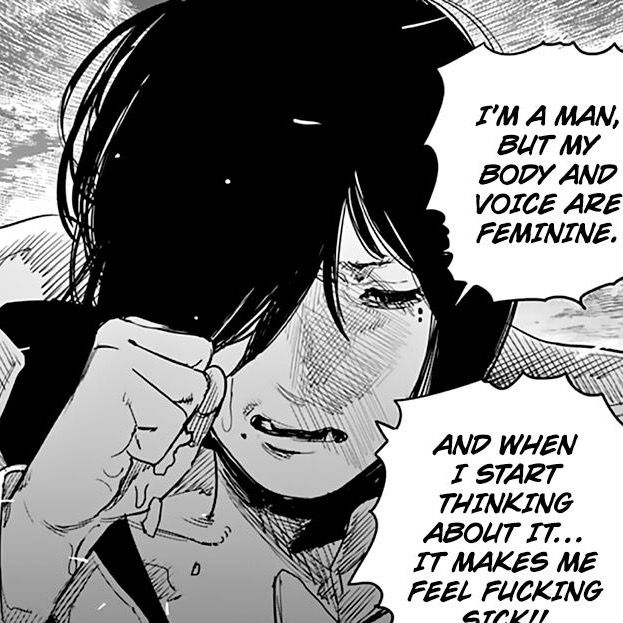 I'M A MAN,
BUT MY
BODY AND
VOICE ARE
FEMININE.
AND WHEN
I START
THINKING
ABOUT IT...
IT MAKES ME
FEEL FUCKING
SICK!!